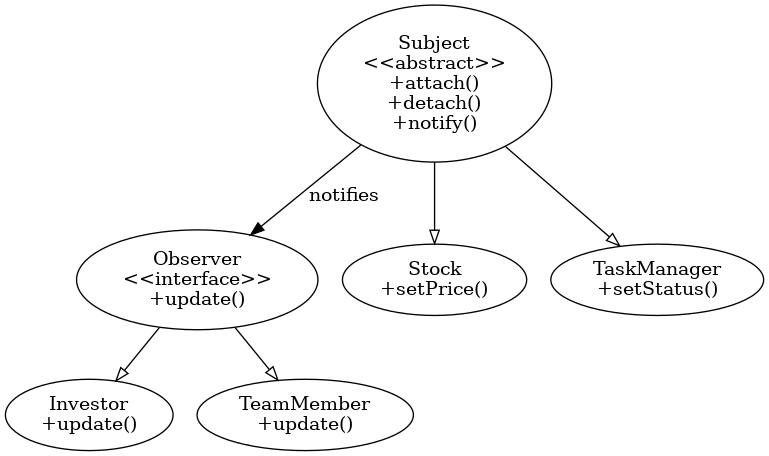 Subject
<<abstract>>
+attach()
+detach()
+notify()
notifies
Observer
<<interface>>
+update()
Stock
+setPrice()
TaskManager
+setStatus()
Investor
+update()
TeamMember
+update()